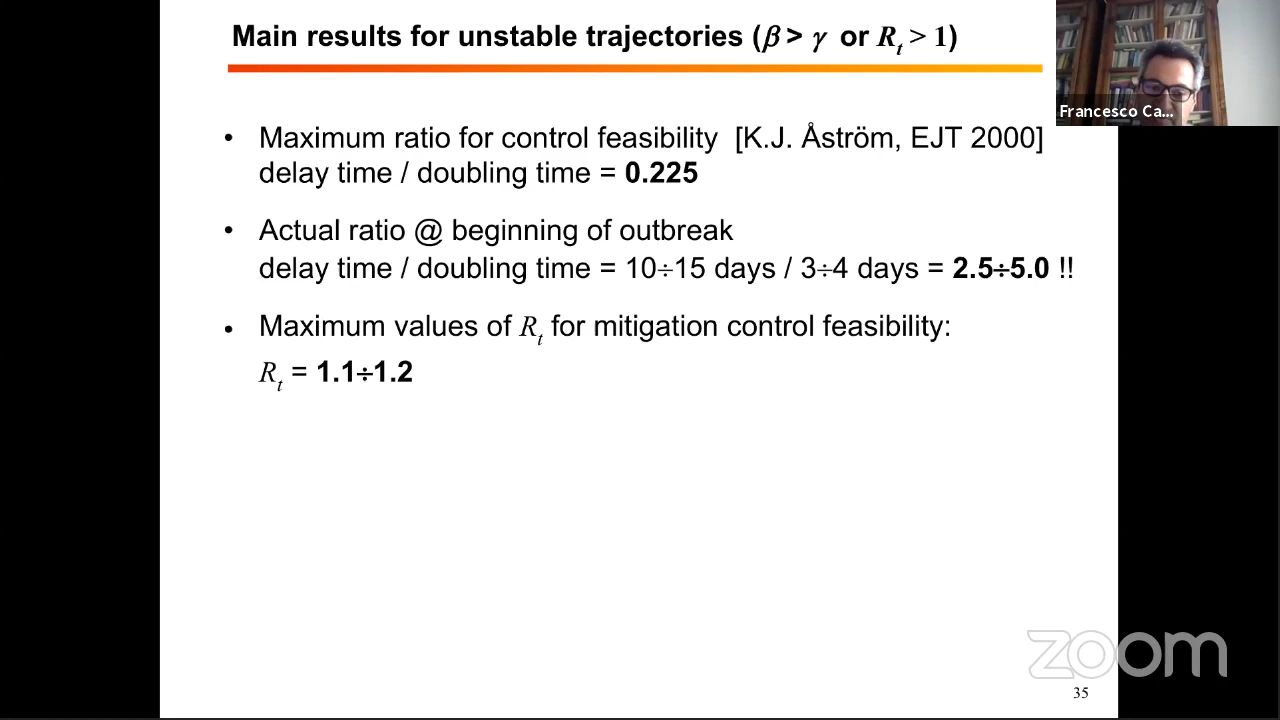 Main results for unstable trajectories (β > γ or Rt > 1)
Francesco Ca...
• Maximum ratio for control feasibility [K.J. Åström, EJT 2000]
delay time / doubling time = 0.225
• Actual ratio @ beginning of outbreak
delay time / doubling time = 10÷15 days / 3÷4 days = 2.5÷5.0 !!
• Maximum values of Rt for mitigation control feasibility:
Rt = 1.1÷1.2
zoom
35